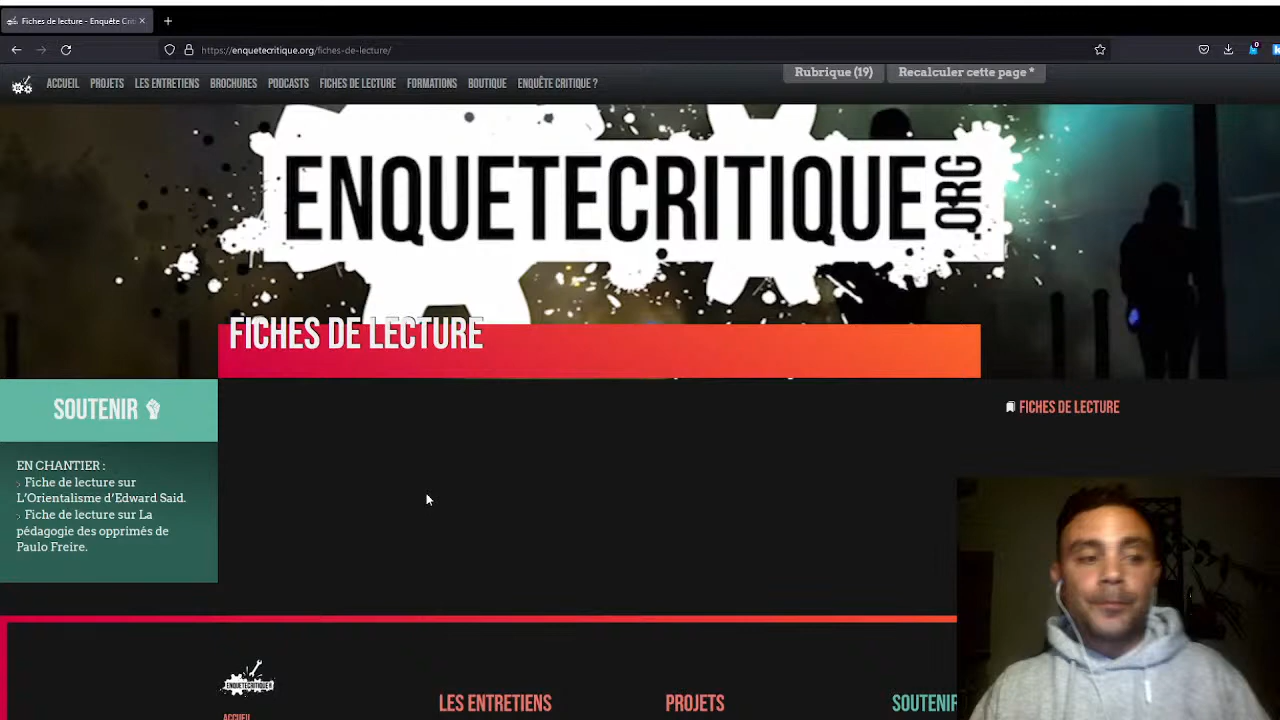 Fiches de lecture - Enquête Crit
https://enquetecritique.org/fiches-de-lecture/
ACCUEIL PROJETS LES ENTRETIENS BROCHURES PODCASTS FICHES DE LECTURE FORMATIONS BOUTIQUE ENQUÊTE CRITIQUE ?
Rubrique (19) Recalculer cette page *
ENQUETECRITIQUE.ORG
FICHES DE LECTURE
SOUTENIR
FICHES DE LECTURE
EN CHANTIER :
Fiche de lecture sur
L'Orientalisme d'Edward Said.
Fiche de lecture sur La
pédagogie des opprimés de
Paulo Freire.
ENQUETECRITIQUE
LES ENTRETIENS PROJETS SOUTENIR
ACCUEIL